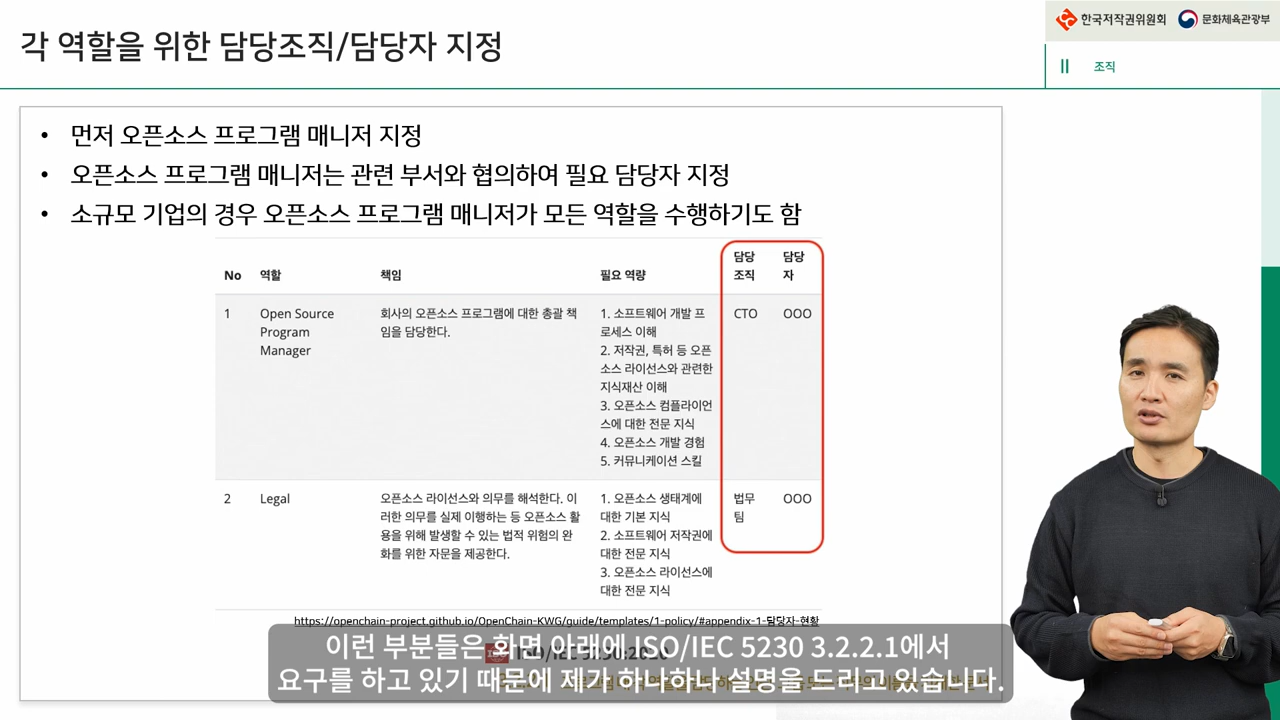 각 역할을 위한 담당조직/담당자 지정
한국저작권위원회
문화체육관광부
II 조직
• 먼저 오픈소스 프로그램 매니저 지정
• 오픈소스 프로그램 매니저는 관련 부서와 협의하여 필요 담당자 지정
• 소규모 기업의 경우 오픈소스 프로그램 매니저가 모든 역할을 수행하기도 함
No 역할 책임 필요 역량 담당 조직 담당 자
1 Open Source Program Manager
회사의 오픈소스 프로그램에 대한 총괄 책
임을 담당한다.
1. 소프트웨어 개발 프
로세스 이해
2. 저작권, 특허 등 오픈
소스 라이선스와 관련한
지식재산 이해
3. 오픈소스 컴플라이언
스에 대한 전문 지식
4. 오픈소스 개발 경험
5. 커뮤니케이션 스킬
CTO OOO
2 Legal
오픈소스 라이선스와 의무를 해석한다. 이
러한 의무를 실제 이행하는 등 오픈소스 활
용을 위해 발생할 수 있는 법적 위험의 완
화를 위한 자문을 제공한다.
1. 오픈소스 생태계에
대한 기본 지식
2. 소프트웨어 저작권에
대한 전문 지식
3. 오픈소스 라이선스에
대한 전문 지식
법무
팀
OOO
https://openchain-project.github.io/OpenChain-KWG/guide/templates/1-policy/#appendix-1-담당자-현황
이런 부분들은 화면 아래에 ISO/IEC 5230 3.2.2.1에서
요구를 하고 있기 때문에 제가 하나하나 설명을 드리고 있습니다.